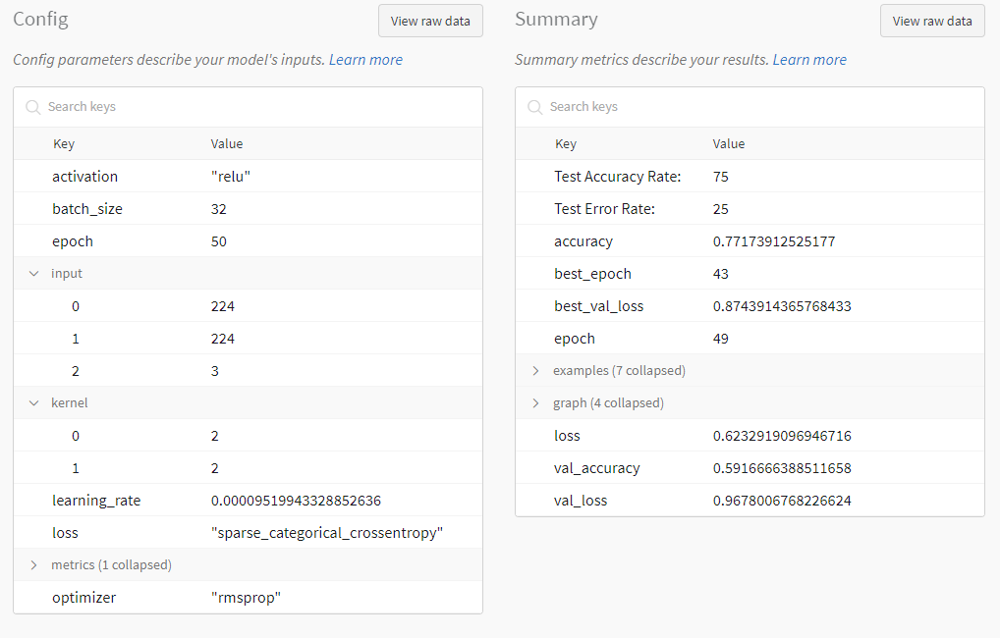 Config
View raw data
Config parameters describe your model's inputs. Learn more
Search keys
Key Value
activation "relu"
batch_size 32
epoch 50
input
0 224
1 224
2 3
kernel
0 2
1 2
learning_rate 0.00009519943328852636
loss "sparse_categorical_crossentropy"
metrics (1 collapsed)
optimizer "rmsprop"
Summary
View raw data
Summary metrics describe your results. Learn more
Search keys
Key Value
Test Accuracy Rate: 75
Test Error Rate: 25
accuracy 0.77173912525177
best_epoch 43
best_val_loss 0.8743914365768433
epoch 49
examples (7 collapsed)
graph (4 collapsed)
loss 0.6232919096946716
val_accuracy 0.5916666388511658
val_loss 0.9678006768226624